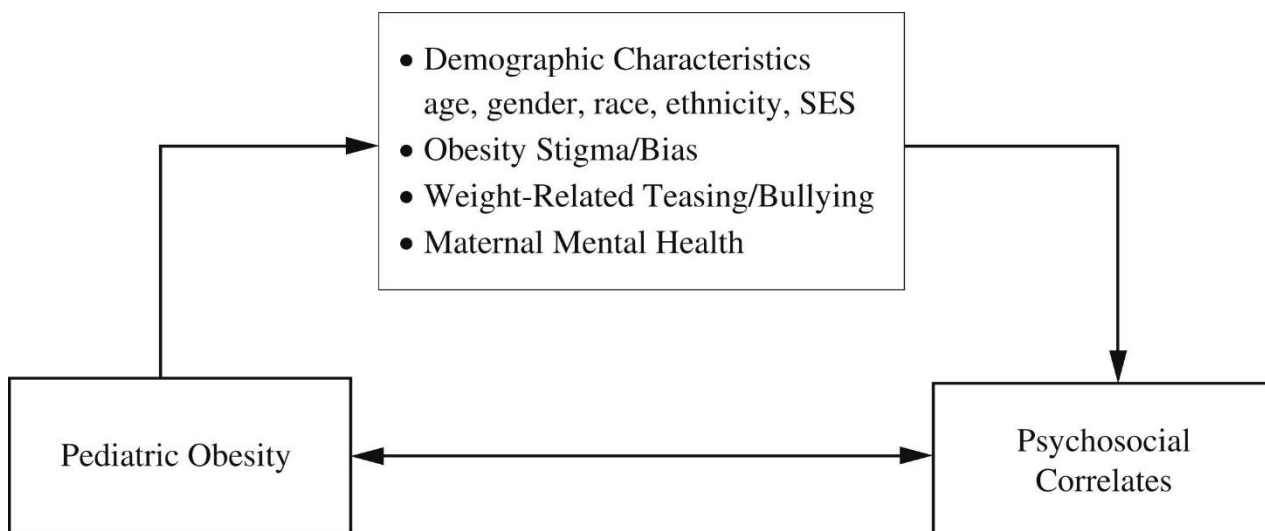 • Demographic Characteristics
age, gender, race, ethnicity, SES
• Obesity Stigma/Bias
• Weight-Related Teasing/Bullying
• Maternal Mental Health
Pediatric Obesity
Psychosocial
Correlates